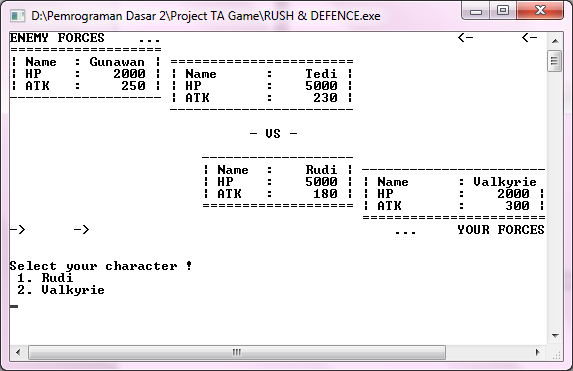 D:\Pemrograman Dasar 2\Project TA Game\RUSH & DEFENCE.exe
ENEMY FORCES ... <- <-
===================
¦ Name : Gunawan ¦ =======================
¦ HP : 2000 ¦ ¦ Name : Tedi ¦
¦ ATK : 250 ¦ ¦ HP : 5000 ¦
------------------- ¦ ATK : 230 ¦
-----------------------
- VS -
-------------------
¦ Name : Rudi ¦ -----------------------
¦ HP : 5000 ¦ ¦ Name : Valkyrie ¦
¦ ATK : 180 ¦ ¦ HP : 2000 ¦
=================== ¦ ATK : 300 ¦
=======================
-> -> ... YOUR FORCES
Select your character !
1. Rudi
2. Valkyrie